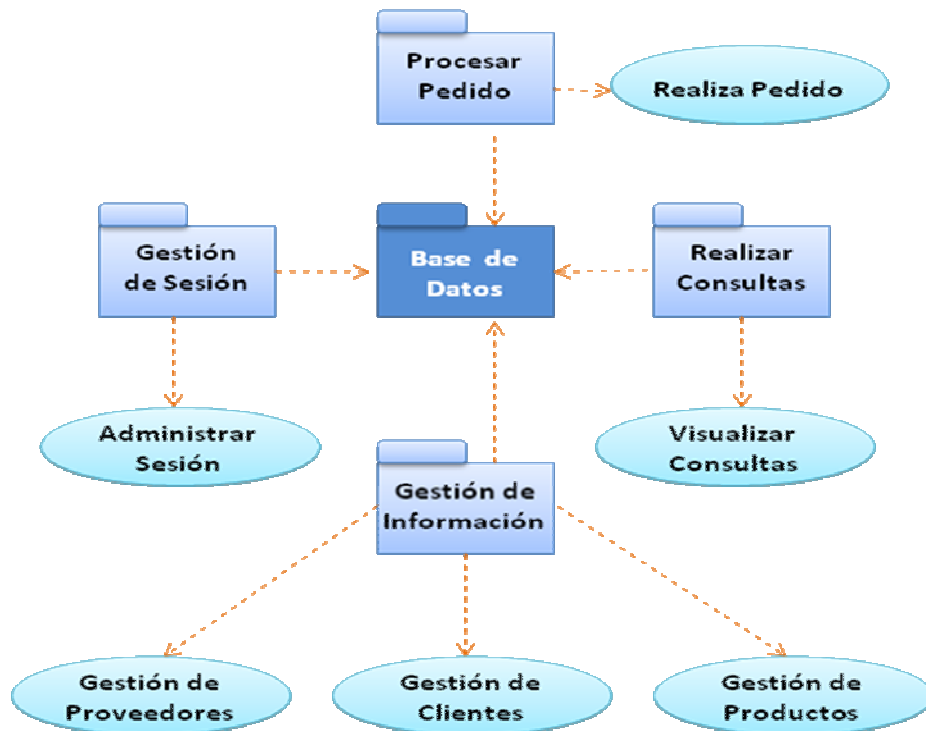 Procesar
Pedido
Realiza Pedido
Gestión
de Sesión
Base de
Datos
Realizar
Consultas
Administrar
Sesión
Visualizar
Consultas
Gestión de
Información
Gestión de
Proveedores
Gestión de
Clientes
Gestión de
Productos